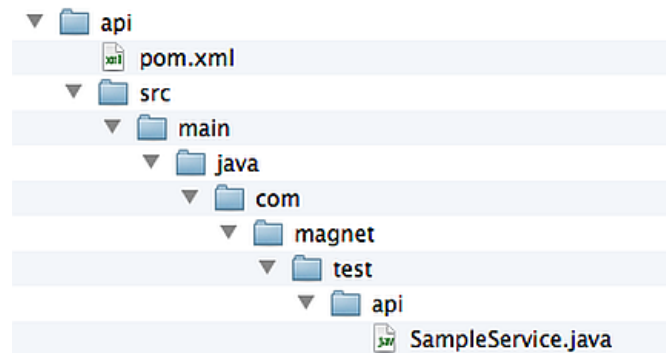 api
pom.xml
src
main
java
com
magnet
test
api
SampleService.java